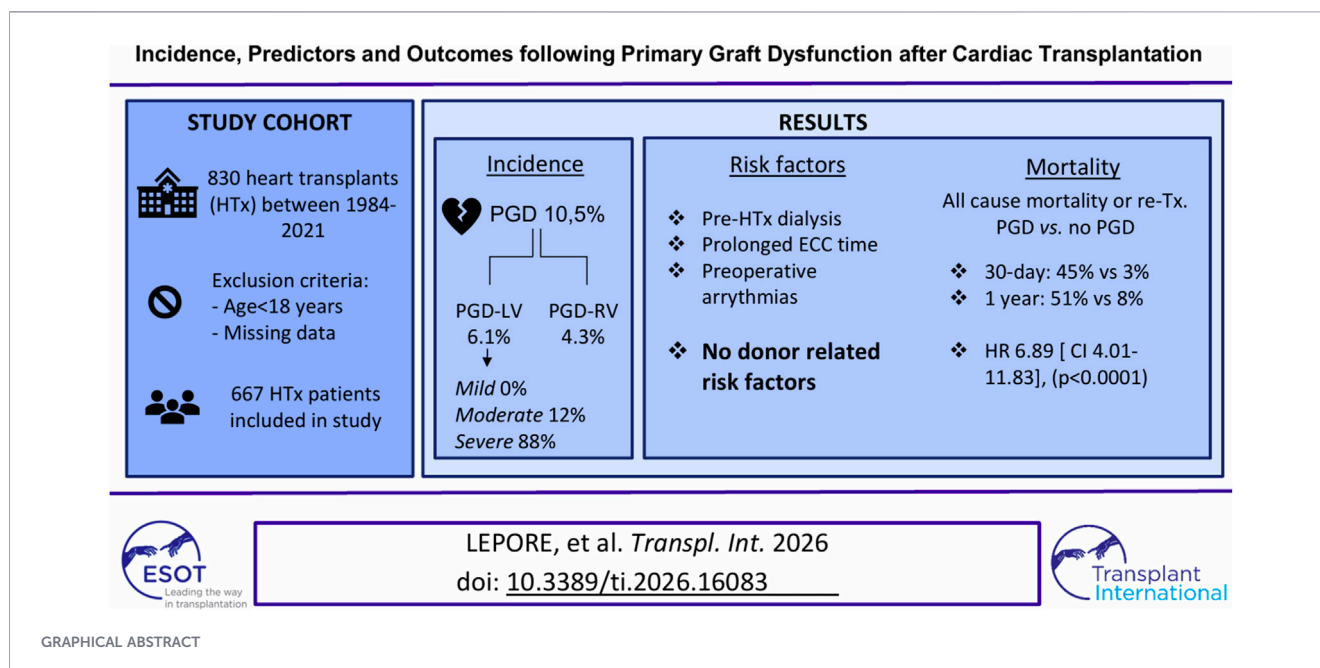 Incidence, Predictors and Outcomes following Primary Graft Dysfunction after Cardiac Transplantation
STUDY COHORT
830 heart transplants
(HTx) between 1984-
2021
Exclusion criteria:
- Age<18 years
- Missing data
667 HTx patients
included in study
RESULTS
Incidence
PGD 10,5%
PGD-LV
6.1%
PGD-RV
4.3%
Mild 0%
Moderate 12%
Severe 88%
Risk factors
❖ Pre-HTx dialysis
❖ Prolonged ECC time
❖ Preoperative
arrythmias
❖ No donor related
risk factors
Mortality
All cause mortality or re-Tx.
PGD vs. no PGD
❖ 30-day: 45% vs 3%
❖ 1 year: 51% vs 8%
❖ HR 6.89 [ CI 4.01-
11.83], (p<0.0001)
ESOT
Leading the way
in transplantation
LEPORE, et al. Transpl. Int. 2026
doi: 10.3389/ti.2026.16083
Transplant
International
GRAPHICAL ABSTRACT